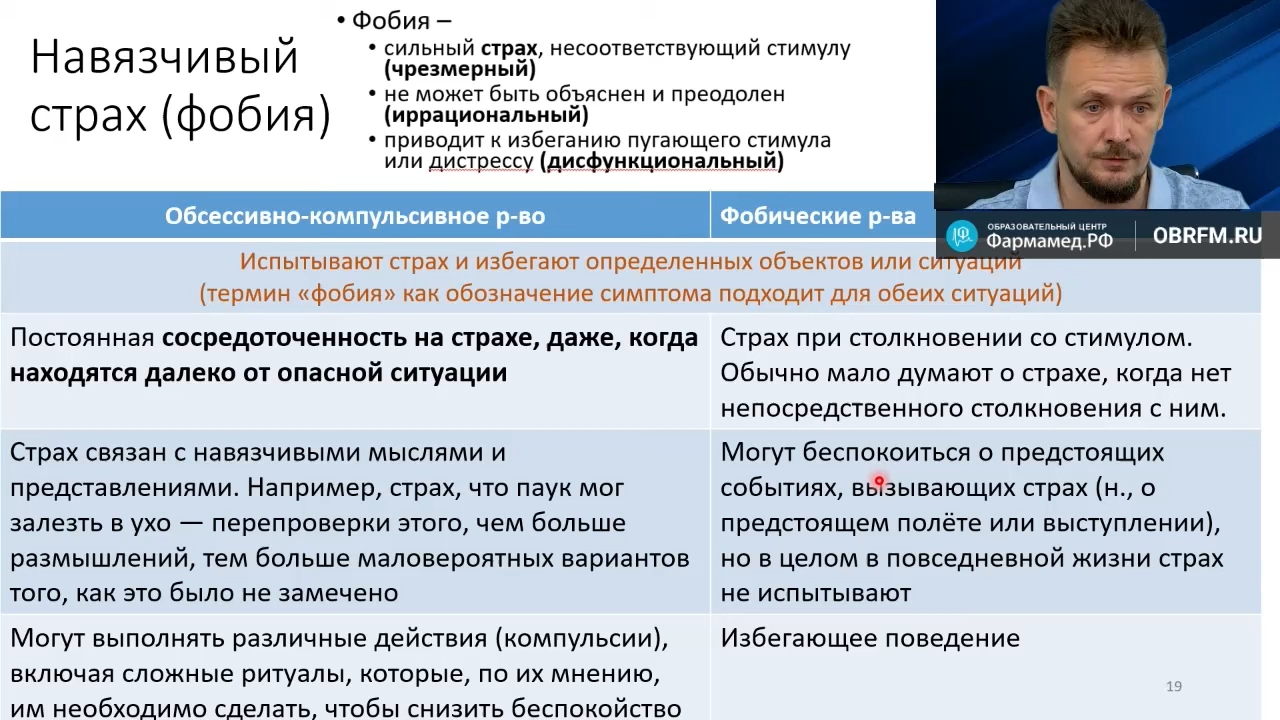 Навязчивый
страх (фобия)
• Фобия –
• сильный страх, несоответствующий стимулу
(чрезмерный)
• не может быть объяснен и преодолен
(иррациональный)
• приводит к избеганию пугающего стимула
или дистрессу (дисфункциональный)
ОБРАЗОВАТЕЛЬНЫЙ ЦЕНТР
Фармамед.РФ
OBRFM.RU
Обсессивно-компульсивное р-во
Фобические р-ва
Испытывают страх и избегают определенных объектов или ситуаций
(термин «фобия» как обозначение симптома подходит для обеих ситуаций)
Постоянная сосредоточенность на страхе, даже, когда
находятся далеко от опасной ситуации
Страх при столкновении со стимулом.
Обычно мало думают о страхе, когда нет
непосредственного столкновения с ним.
Страх связан с навязчивыми мыслями и
представлениями. Например, страх, что паук мог
залезть в ухо — перепроверки этого, чем больше
размышлений, тем больше маловероятных вариантов
того, как это было не замечено
Могут беспокоиться о предстоящих
событиях, вызывающих страх (н., о
предстоящем полёте или выступлении),
но в целом в повседневной жизни страх
не испытывают
Могут выполнять различные действия (компульсии),
включая сложные ритуалы, которые, по их мнению,
им необходимо сделать, чтобы снизить беспокойство
Избегающее поведение
19